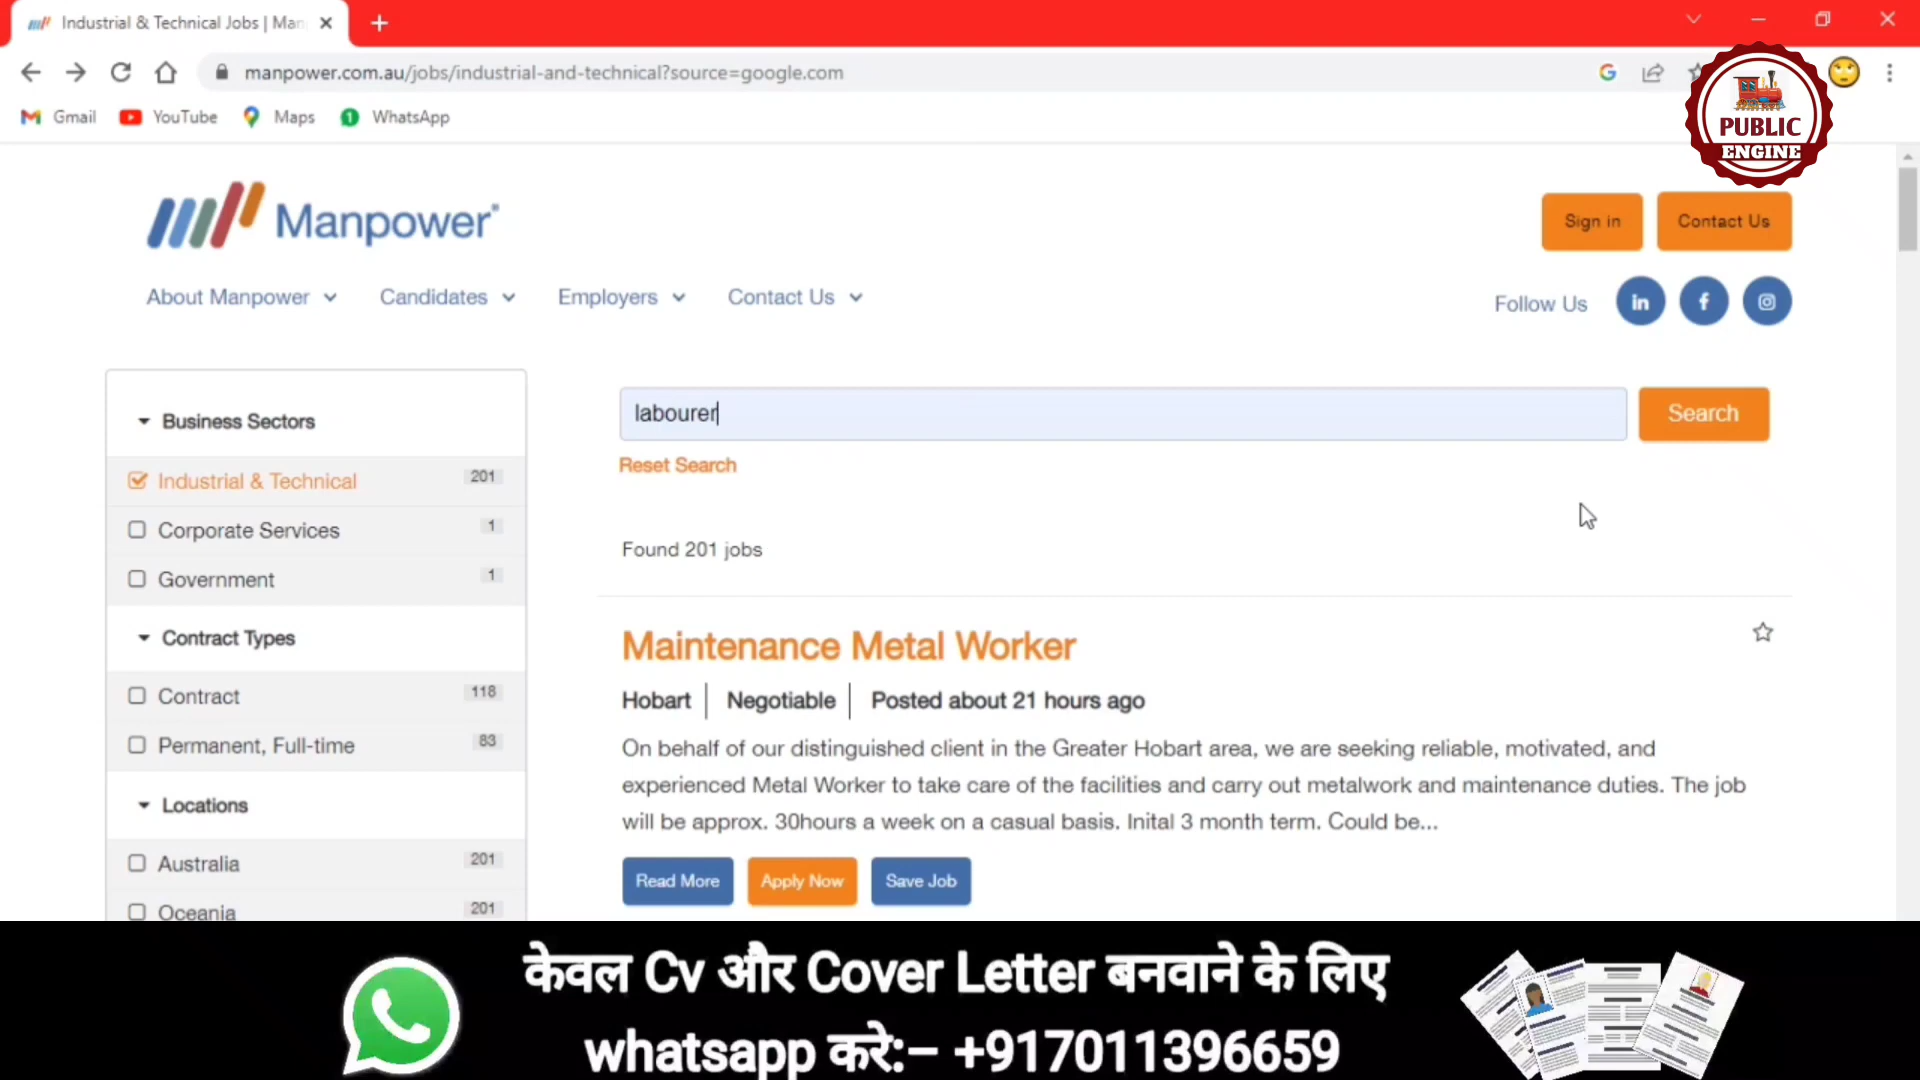 Industrial & Technical Jobs | Man
manpower.com.au/jobs/industrial-and-technical?source=google.com
Gmail
YouTube
Maps
WhatsApp
PUBLIC
ENGINE
Manpower
Sign in
Contact Us
About Manpower
Candidates
Employers
Contact Us
Follow Us
Business Sectors
Industrial & Technical 201
Corporate Services 1
Government 1
Contract Types
Contract 118
Permanent, Full-time 83
Locations
Australia 201
Oceania 201
labourer
Search
Reset Search
Found 201 jobs
Maintenance Metal Worker
Hobart | Negotiable | Posted about 21 hours ago
On behalf of our distinguished client in the Greater Hobart area, we are seeking reliable, motivated, and
experienced Metal Worker to take care of the facilities and carry out metalwork and maintenance duties. The job
will be approx. 30hours a week on a casual basis. Inital 3 month term. Could be...
Read More
Apply Now
Save Job
केवल Cv और Cover Letter बनवाने के लिए
whatsapp करे:– +917011396659